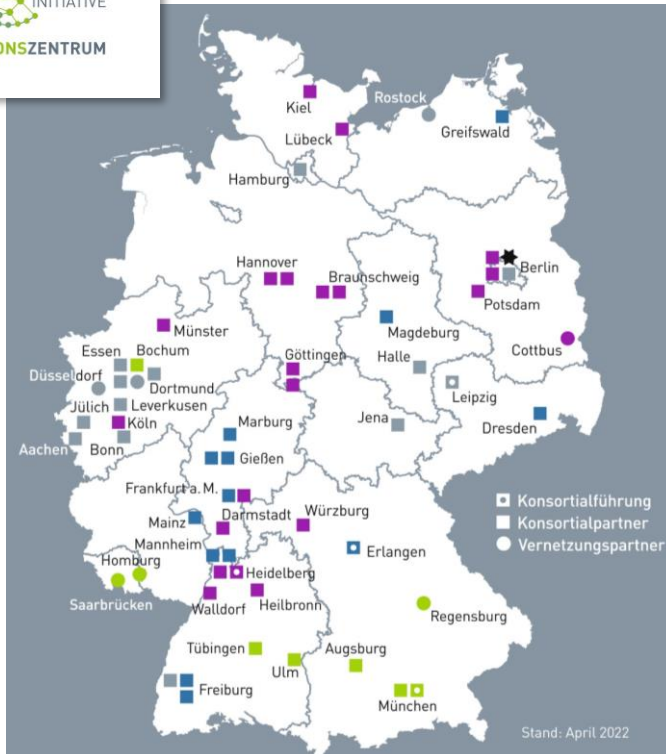 INITIATIVE
ONSZENTRUM
Kiel
Rostock
Lübeck
Greifswald
Hamburg
Hannover
Braunschweig
Berlin
Potsdam
Münster
Magdeburg
Cottbus
Essen Bochum
Göttingen
Halle
Düsseldorf
Dortmund
Leipzig
Jülich Leverkusen
Köln
Marburg
Jena
Dresden
Aachen Bonn
Gießen
Frankfurt a. M.
Mainz
Darmstadt
Würzburg
Konsortialführung
Konsortialpartner
Vernetzungspartner
Mannheim
Erlangen
Homburg
Heidelberg
Saarbrücken
Walldorf
Heilbronn
Regensburg
Tübingen
Augsburg
Ulm
Freiburg
München
Stand: April 2022